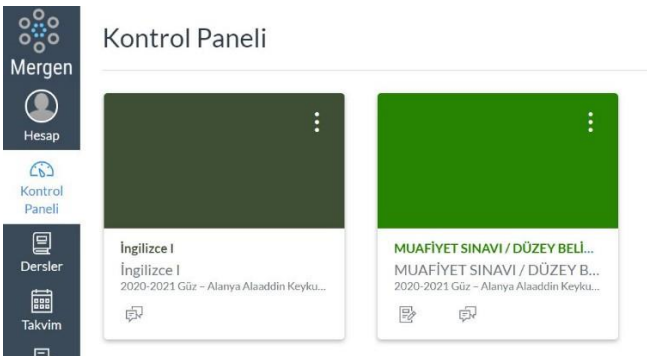 Mergen
Hesap
Kontrol
Paneli
Dersler
Takvim
Kontrol Paneli
İngilizce I
İngilizce I
2020-2021 Güz – Alanya Alaaddin Keyku...
MUAFİYET SINAVI / DÜZEY BELİ...
MUAFİYET SINAVI / DÜZEY B...
2020-2021 Güz – Alanya Alaaddin Keyku...